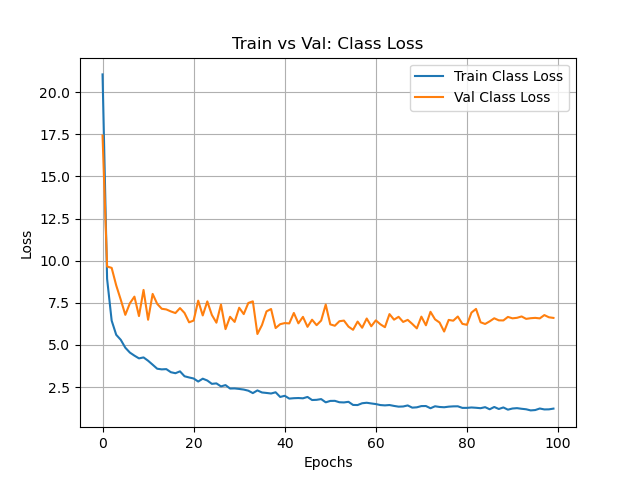 Train vs Val: Class Loss
Train Class Loss
Val Class Loss
20.0
17.5
15.0
12.5
10.0
7.5
5.0
2.5
Loss
0 20 40 60 80 100
Epochs